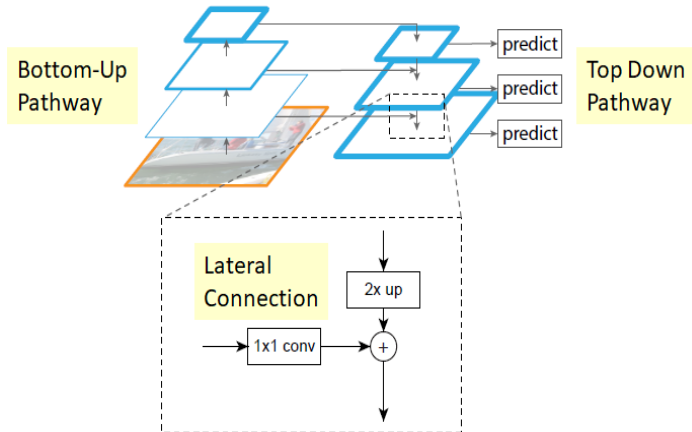 Bottom-Up
Pathway
predict
predict
predict
Top Down
Pathway
Lateral
Connection
2x up
1x1 conv
+